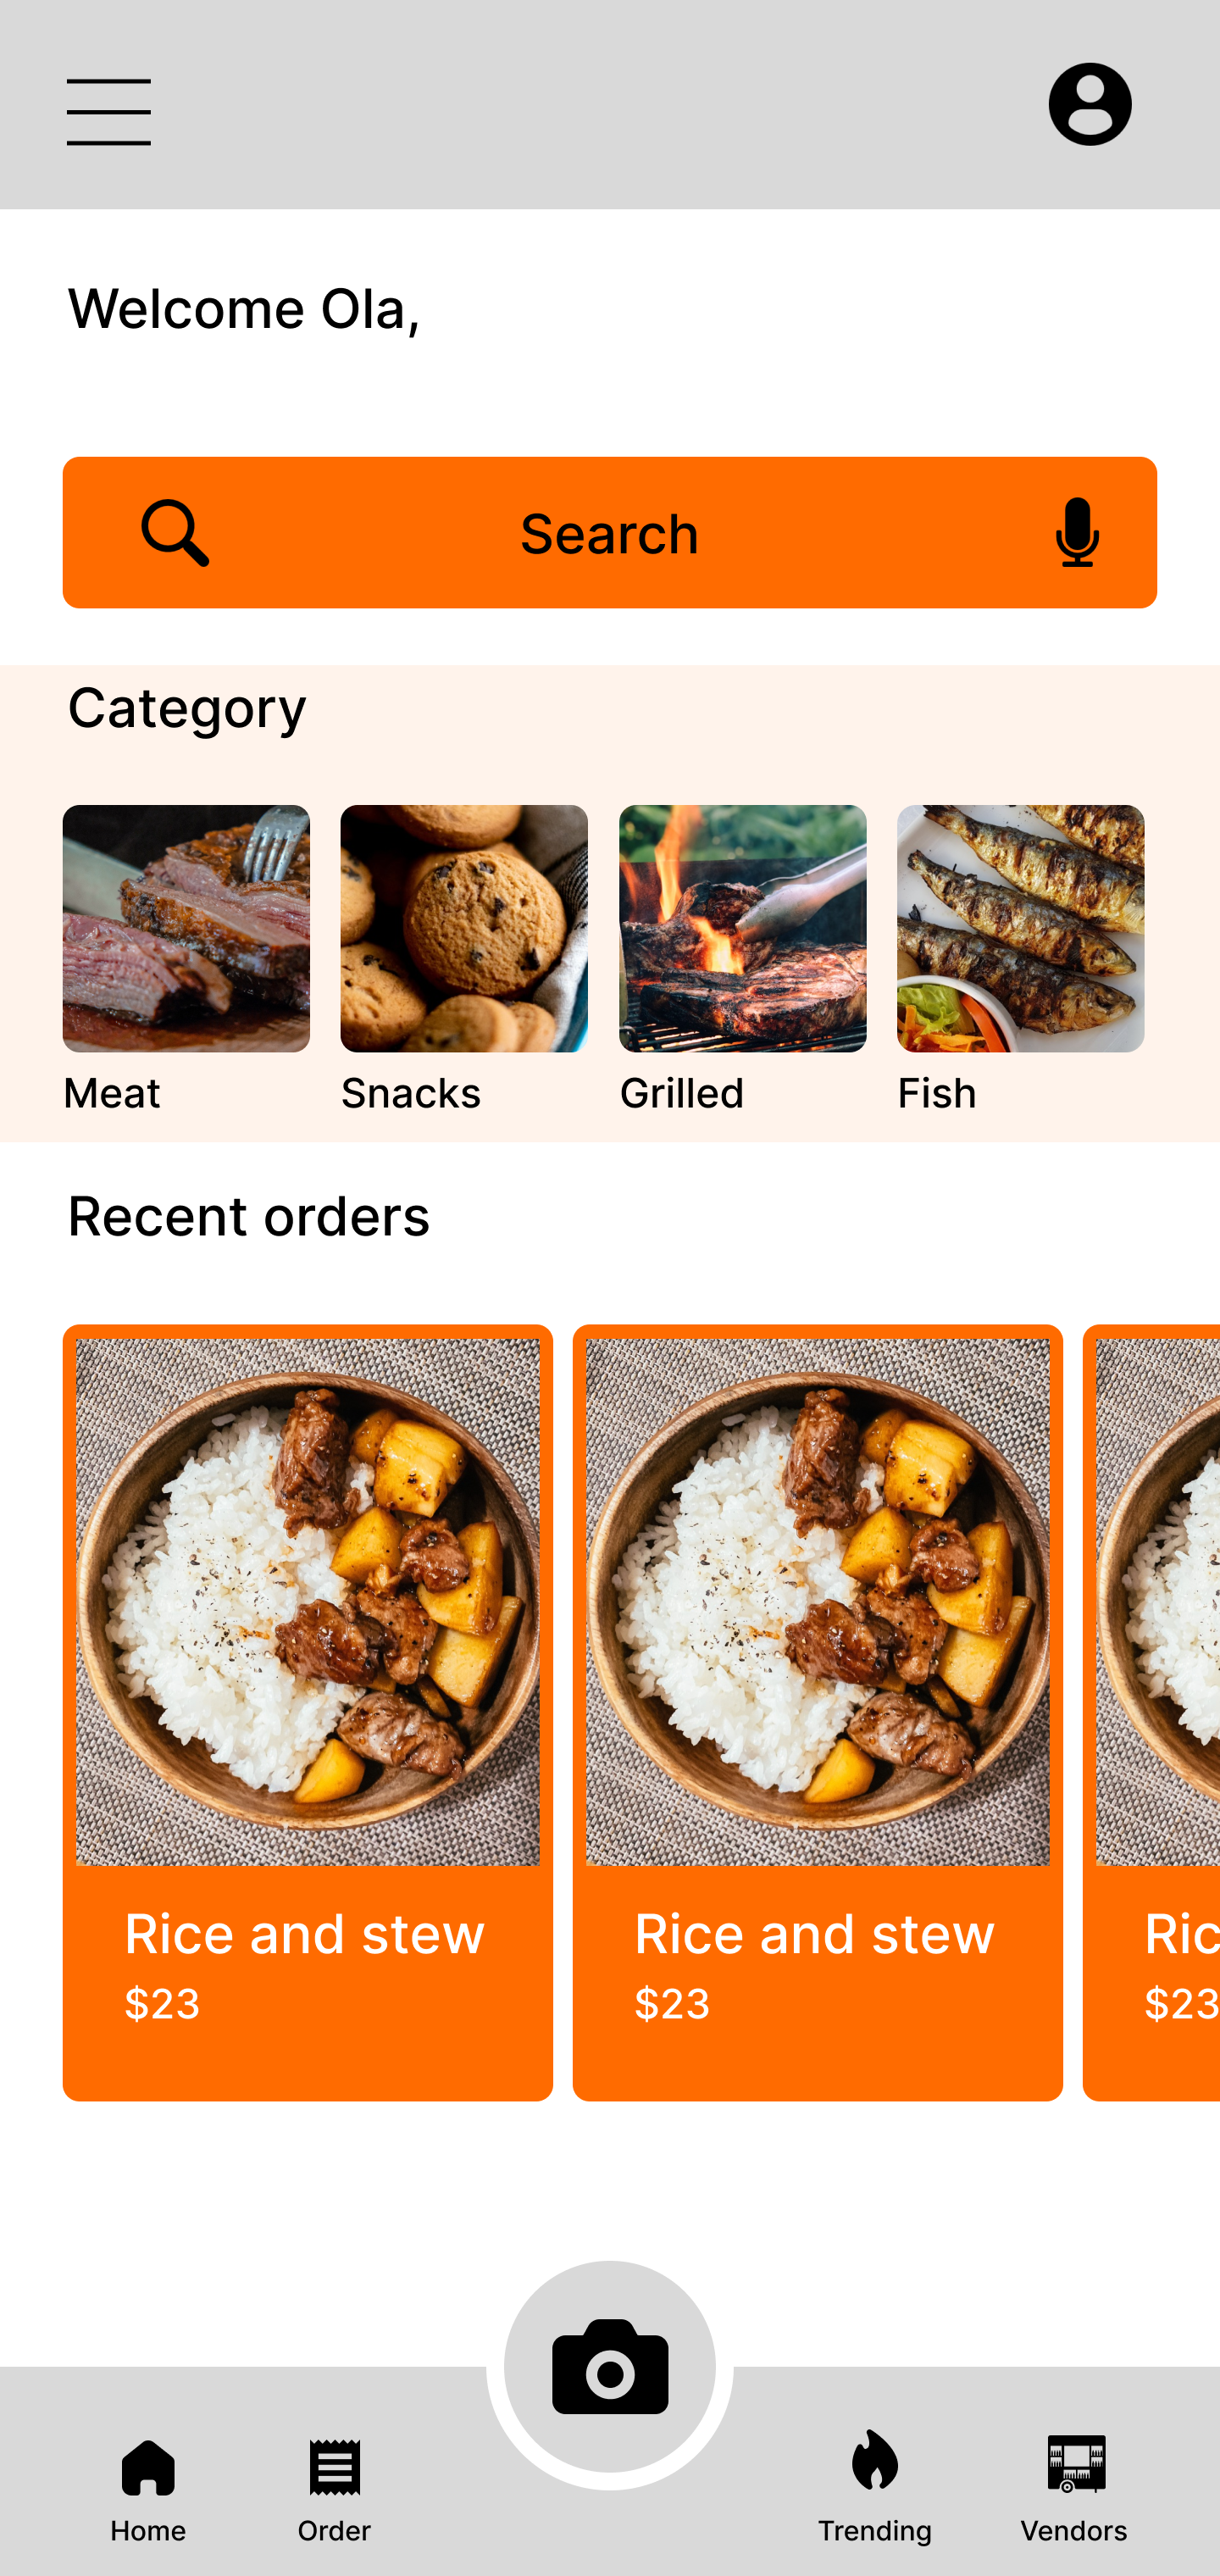 Welcome Ola,
Search
Category
Meat
Snacks
Grilled
Fish
Recent orders
Rice and stew
$23
Rice and stew
$23
Ric
$23
Home
Order
Trending
Vendors